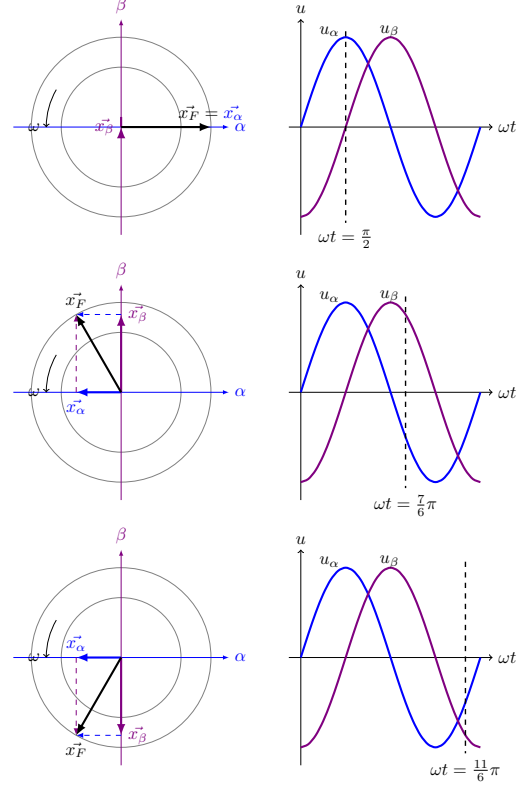 β
u
u_α
u_β
x⃗_F = x⃗_α
ω
x⃗_β
α
ωt
ωt = π/2
β
u
x⃗_F
u_α
u_β
x⃗_β
ω
α
ωt
x⃗_α
ωt = 7/6 π
β
u
u_α
u_β
x⃗_α
ω
α
ωt
x⃗_β
x⃗_F
ωt = 11/6 π